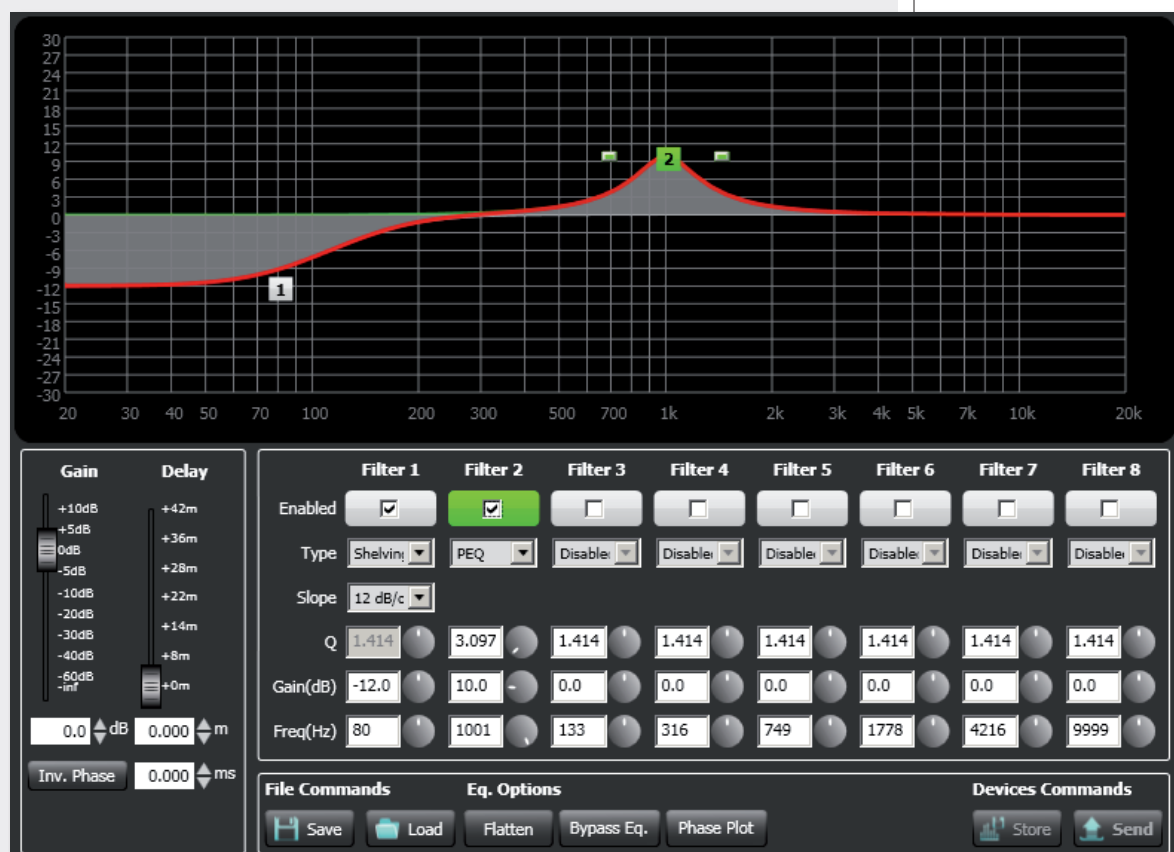 30
27
24
21
18
15
12
9
6
3
0
-3
-6
-9
-12
-15
-18
-21
-24
-27
-30
2
1
20 30 40 50 70 100 200 300 500 700 1k 2k 3k 4k 5k 7k 10k 20k
Gain Delay
+10dB
+5dB
0dB
-5dB
-10dB
-20dB
-30dB
-40dB
-60dB
-inf
+42m
+36m
+28m
+22m
+14m
+8m
+0m
0.0 dB 0.000 m
Inv. Phase 0.000 ms
Filter 1 Filter 2 Filter 3 Filter 4 Filter 5 Filter 6 Filter 7 Filter 8
Enabled
Type Shelving PEQ Disable Disable Disable Disable Disable Disable
Slope 12 dB/c
Q 1.414 3.097 1.414 1.414 1.414 1.414 1.414 1.414
Gain(dB) -12.0 10.0 0.0 0.0 0.0 0.0 0.0 0.0
Freq(Hz) 80 1001 133 316 749 1778 4216 9999
File Commands Eq. Options Devices Commands
Save Load Flatten Bypass Eq. Phase Plot Store Send